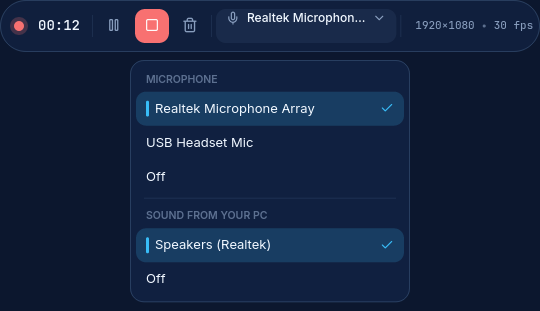 00:12
Realtek Microphon...
1920×1080 • 30 fps
MICROPHONE
Realtek Microphone Array
USB Headset Mic
Off
SOUND FROM YOUR PC
Speakers (Realtek)
Off